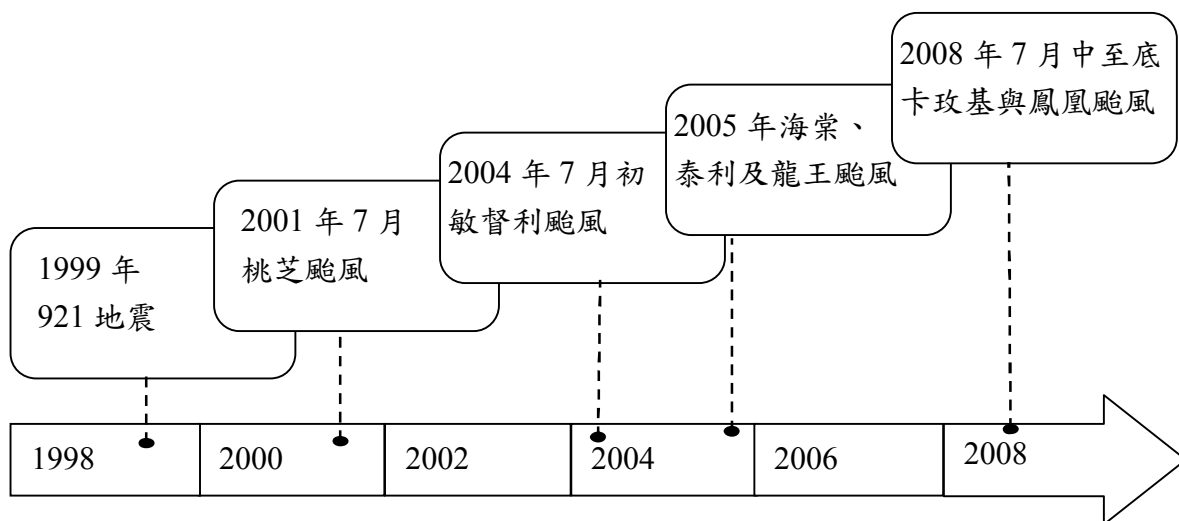 1999 年
921 地震
2001 年 7 月
桃芝颱風
2004 年 7 月初
敏督利颱風
2005 年海棠、
泰利及龍王颱風
2008 年 7 月中至底
卡玫基與鳳凰颱風
1998
2000
2002
2004
2006
2008